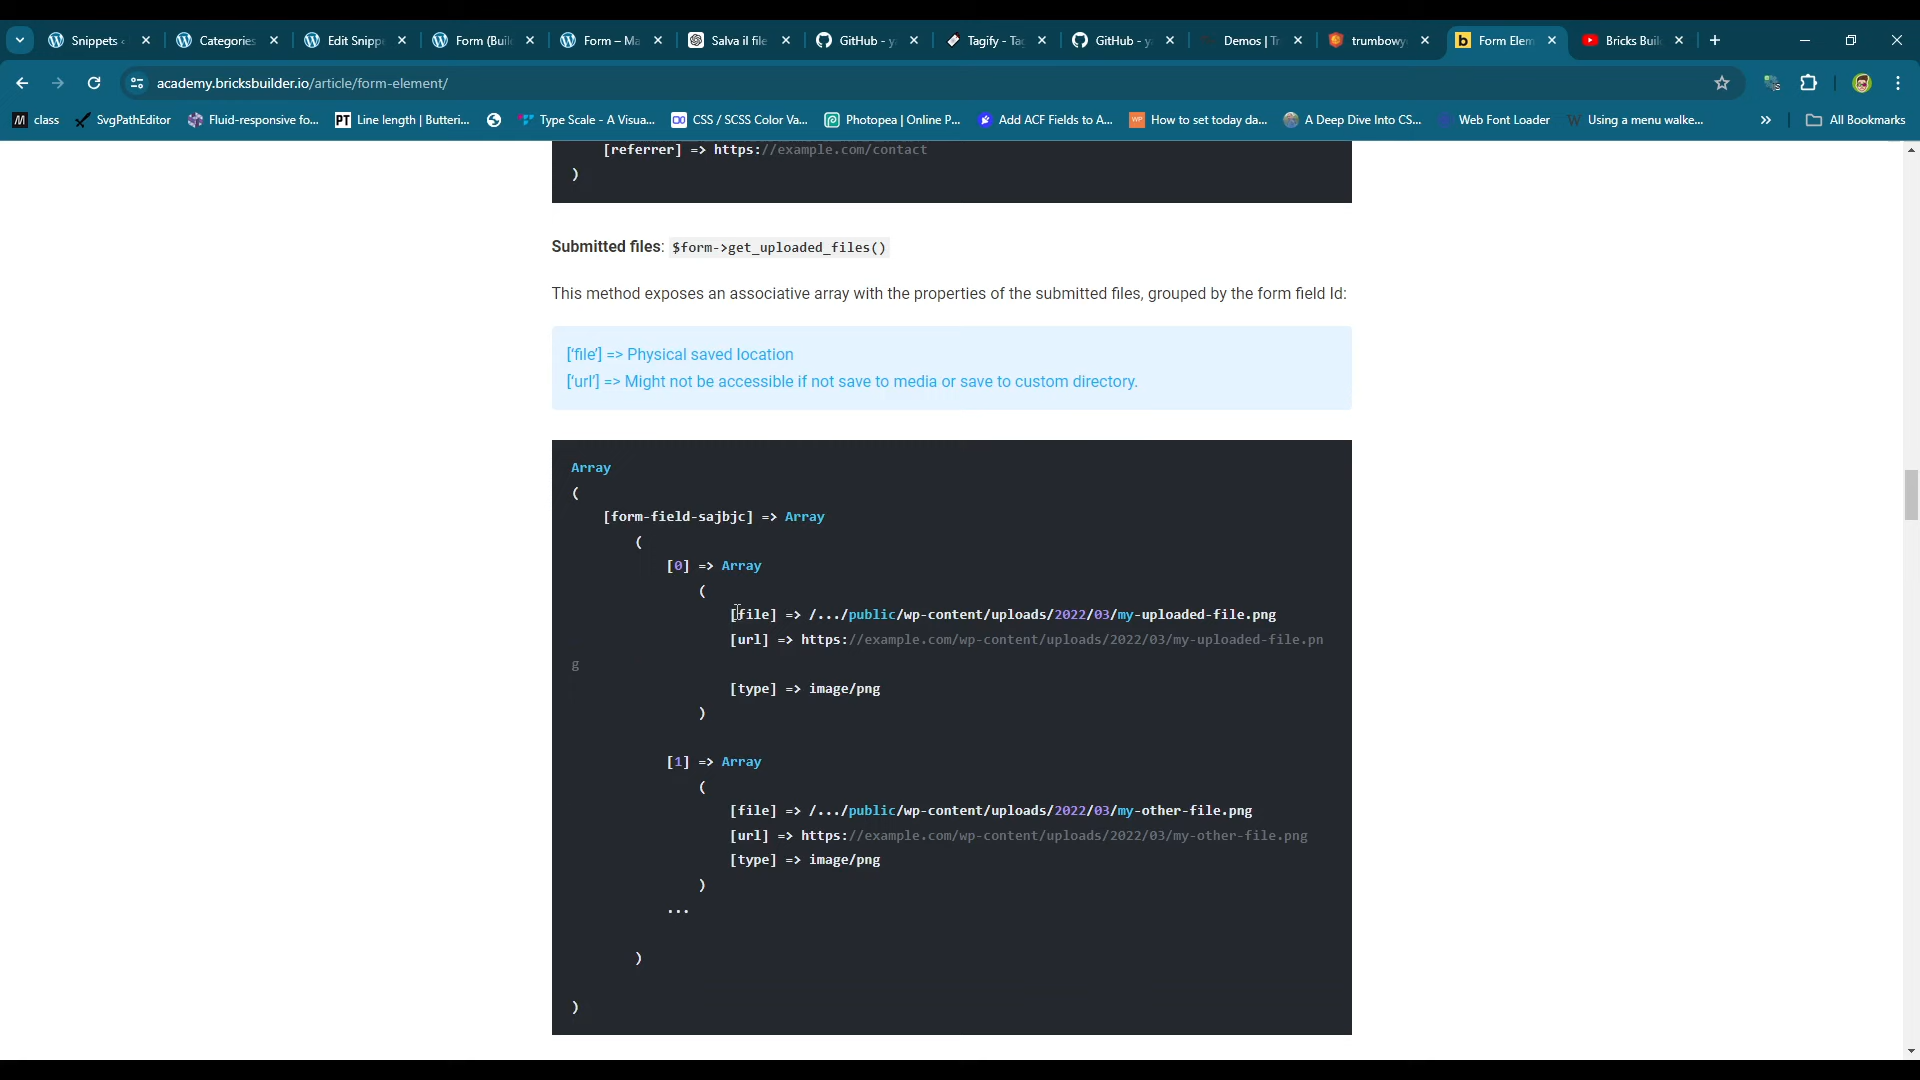 Snippets ‹
Categories
Edit Snipp
Form (Buil
Form – Ma
Salva il file
GitHub - y
Tagify - Tag
GitHub - y
Demos | Tr
trumbowy
Form Elem
Bricks Buil
academy.bricksbuilder.io/article/form-element/
class
SvgPathEditor
Fluid-responsive fo...
PT Line length | Butteri...
Type Scale - A Visua...
CSS / SCSS Color Va...
Photopea | Online P...
Add ACF Fields to A...
WP How to set today da...
A Deep Dive Into CS...
Web Font Loader
W Using a menu walke...
»
All Bookmarks
[referrer] => https://example.com/contact
)
Submitted files: $form->get_uploaded_files()
This method exposes an associative array with the properties of the submitted files, grouped by the form field Id:
['file'] => Physical saved location
['url'] => Might not be accessible if not save to media or save to custom directory.
Array
(
[form-field-sajbjc] => Array
(
[0] => Array
(
[file] => /.../public/wp-content/uploads/2022/03/my-uploaded-file.png
[url] => https://example.com/wp-content/uploads/2022/03/my-uploaded-file.pn
g
[type] => image/png
)
[1] => Array
(
[file] => /.../public/wp-content/uploads/2022/03/my-other-file.png
[url] => https://example.com/wp-content/uploads/2022/03/my-other-file.png
[type] => image/png
)
...
)
)